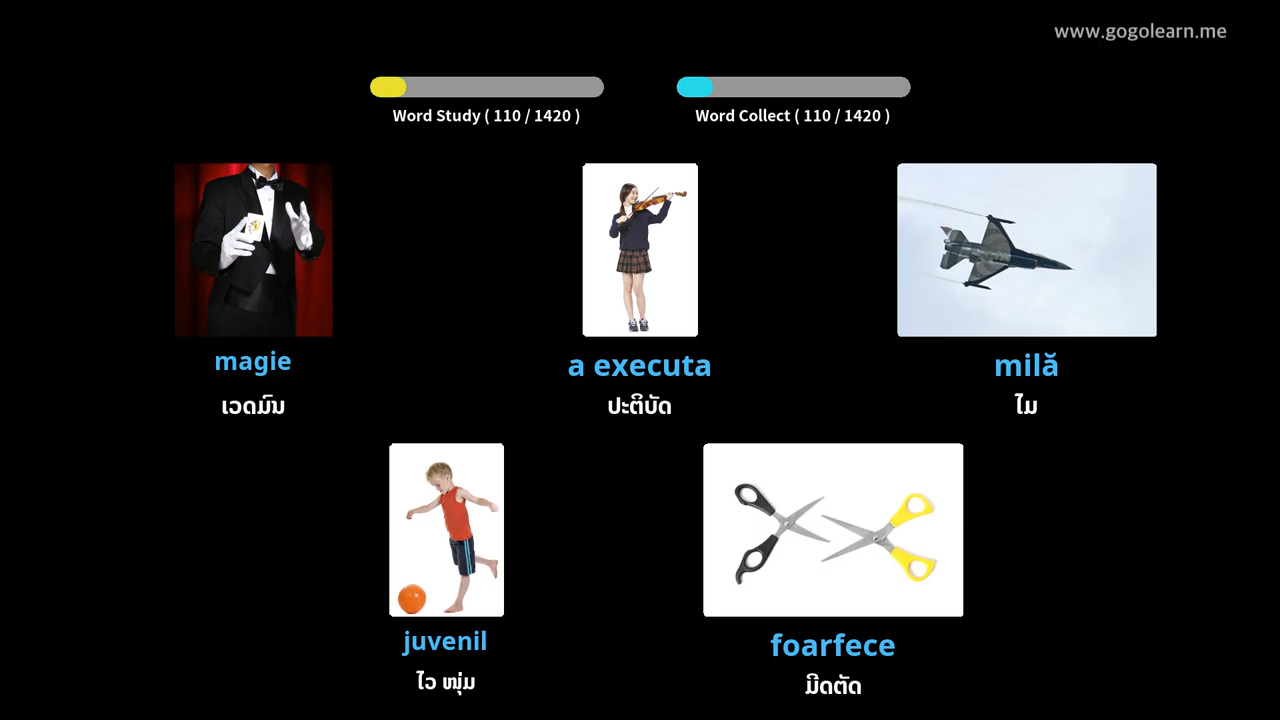 www.gogolearn.me
Word Study ( 110 / 1420 )
Word Collect ( 110 / 1420 )
magie
ເວດມົນ
a executa
ປະຕິບັດ
milă
ໄມ
juvenil
ໄວ ໜຸ່ມ
foarfece
ມີດຕັດ